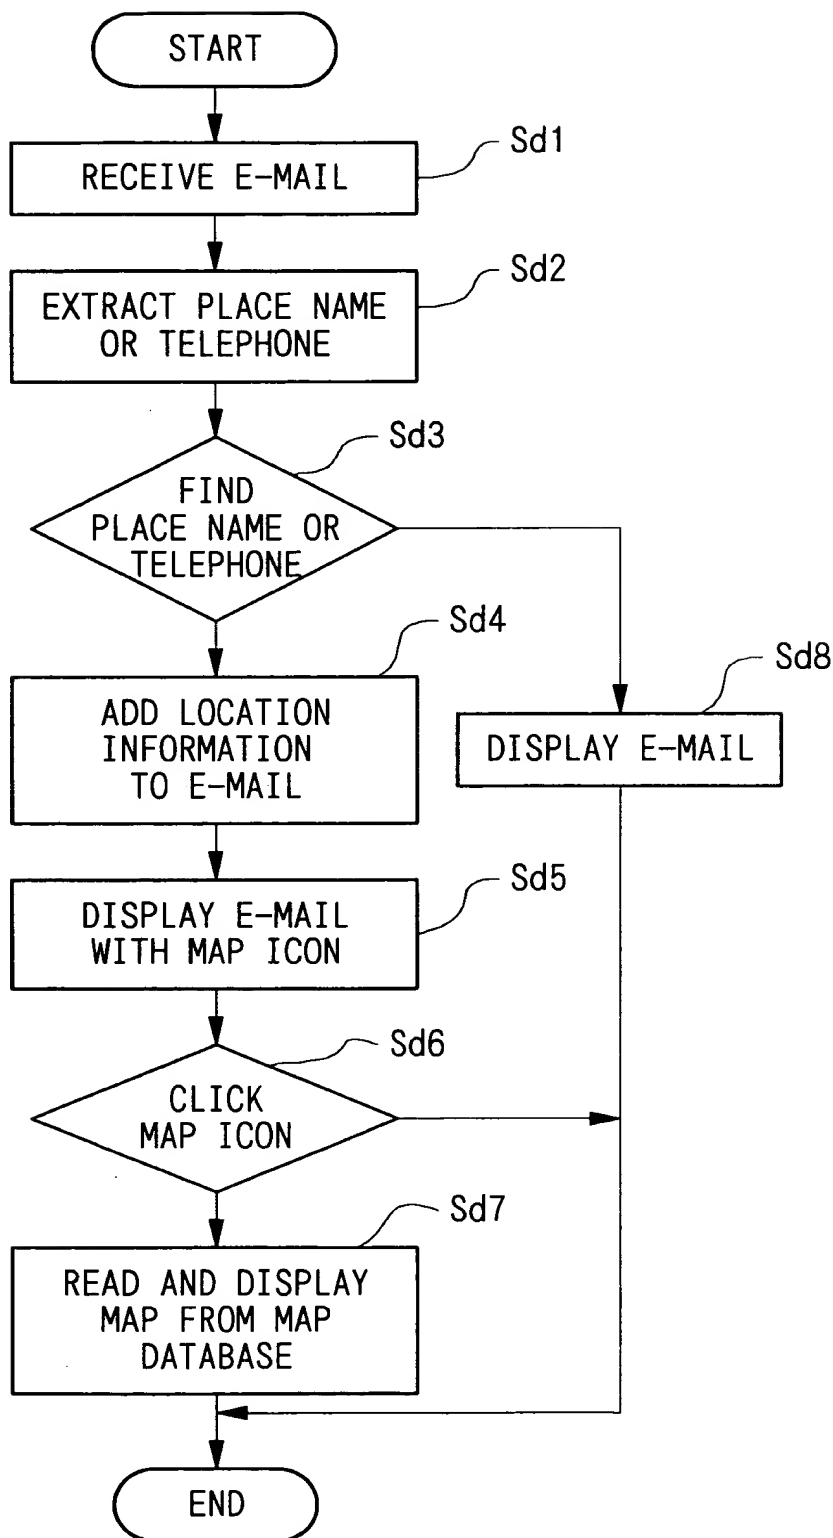 START
Sd1
RECEIVE E-MAIL
Sd2
EXTRACT PLACE NAME
OR TELEPHONE
Sd3
FIND
PLACE NAME OR
TELEPHONE
Sd4
ADD LOCATION
INFORMATION
TO E-MAIL
Sd8
DISPLAY E-MAIL
Sd5
DISPLAY E-MAIL
WITH MAP ICON
Sd6
CLICK
MAP ICON
Sd7
READ AND DISPLAY
MAP FROM MAP
DATABASE
END